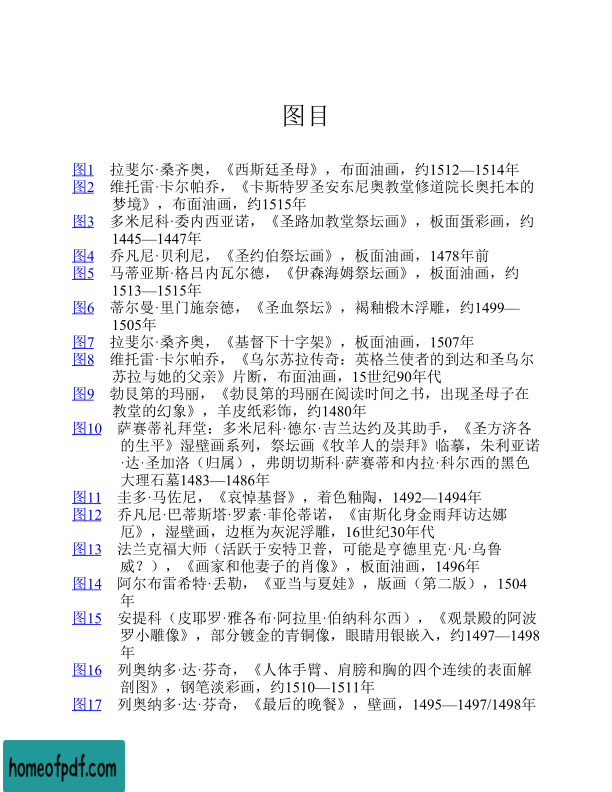 图目
图1 拉斐尔·桑齐奥，《西斯廷圣母》，布面油画，约1512—1514年
图2 维托雷·卡尔帕乔，《卡斯特罗圣安东尼奥教堂修道院长奥托本的
梦境》，布面油画，约1515年
图3 多米尼科·委内西亚诺，《圣路加教堂祭坛画》，板面蛋彩画，约
1445—1447年
图4 乔凡尼·贝利尼，《圣约伯祭坛画》，板面油画，1478年前
图5 马蒂亚斯·格吕内瓦尔德，《伊森海姆祭坛画》，板面油画，约
1513—1515年
图6 蒂尔曼·里门施奈德，《圣血祭坛》，褐釉椴木浮雕，约1499—
1505年
图7 拉斐尔·桑齐奥，《基督下十字架》，板面油画，1507年
图8 维托雷·卡尔帕乔，《乌尔苏拉传奇：英格兰使者的到达和圣乌尔
苏拉与她的父亲》片断，布面油画，15世纪90年代
图9 勃艮第的玛丽，《勃艮第的玛丽在阅读时间之书，出现圣母子在
教堂的幻象》，羊皮纸彩饰，约1480年
图10 萨赛蒂礼拜堂：多米尼科·德尔·吉兰达约及其助手，《圣方济各
的生平》湿壁画系列，祭坛画《牧羊人的崇拜》临摹，朱利亚诺
·达·圣加洛（归属），弗朗切斯科·萨赛蒂和内拉·科尔西的黑色
大理石墓1483—1486年
图11 圭多·马佐尼，《哀悼基督》，着色釉陶，1492—1494年
图12 乔凡尼·巴蒂斯塔·罗素·菲伦蒂诺，《宙斯化身金雨拜访达娜
厄》，湿壁画，边框为灰泥浮雕，16世纪30年代
图13 法兰克福大师（活跃于安特卫普，可能是亨德里克·凡·乌鲁
威？），《画家和他妻子的肖像》，板面油画，1496年
图14 阿尔布雷希特·丢勒，《亚当与夏娃》，版画（第二版），1504
年
图15 安提科（皮耶罗·雅各布·阿拉里·伯纳科尔西），《观景殿的阿波
罗小雕像》，部分镀金的青铜像，眼睛用银嵌入，约1497—1498
年
图16 列奥纳多·达·芬奇，《人体手臂、肩膀和胸的四个连续的表面解
剖图》，钢笔淡彩画，约1510—1511年
图17 列奥纳多·达·芬奇，《最后的晚餐》，壁画，1495—1497/1498年
homeofpdf.com